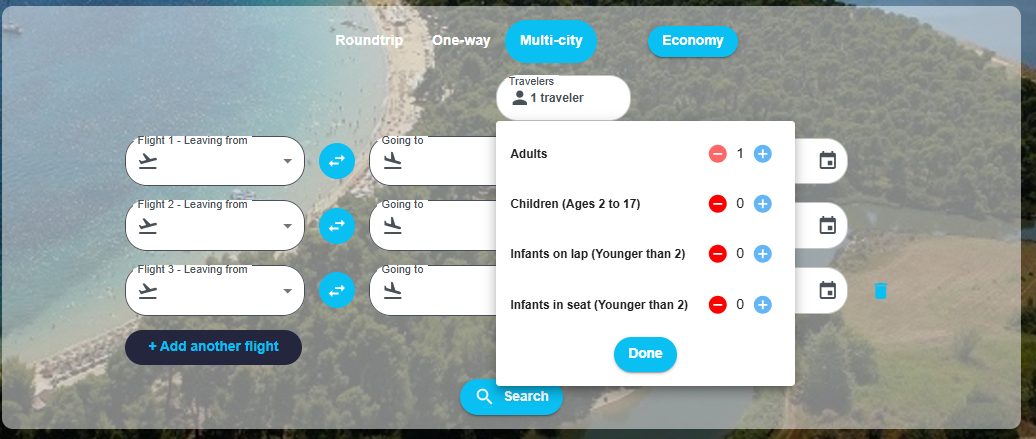 Roundtrip One-way Multi-city Economy
Travelers
1 traveler
Flight 1 - Leaving from Going to
Adults 1
Flight 2 - Leaving from Going to
Children (Ages 2 to 17) 0
Infants on lap (Younger than 2) 0
Flight 3 - Leaving from Going to
Infants in seat (Younger than 2) 0
+ Add another flight
Done
Search